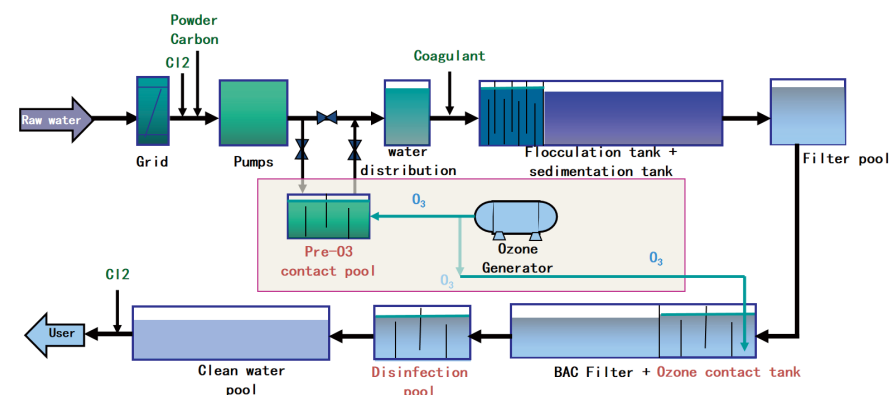 Powder
Carbon
Cl2
Coagulant
Raw water
Grid
Pumps
water
distribution
Flocculation tank +
sedimentation tank
Filter pool
O3
Pre-O3
contact pool
Ozone
Generator
O3
O3
Cl2
User
Clean water
pool
Disinfection
pool
BAC Filter + Ozone contact tank